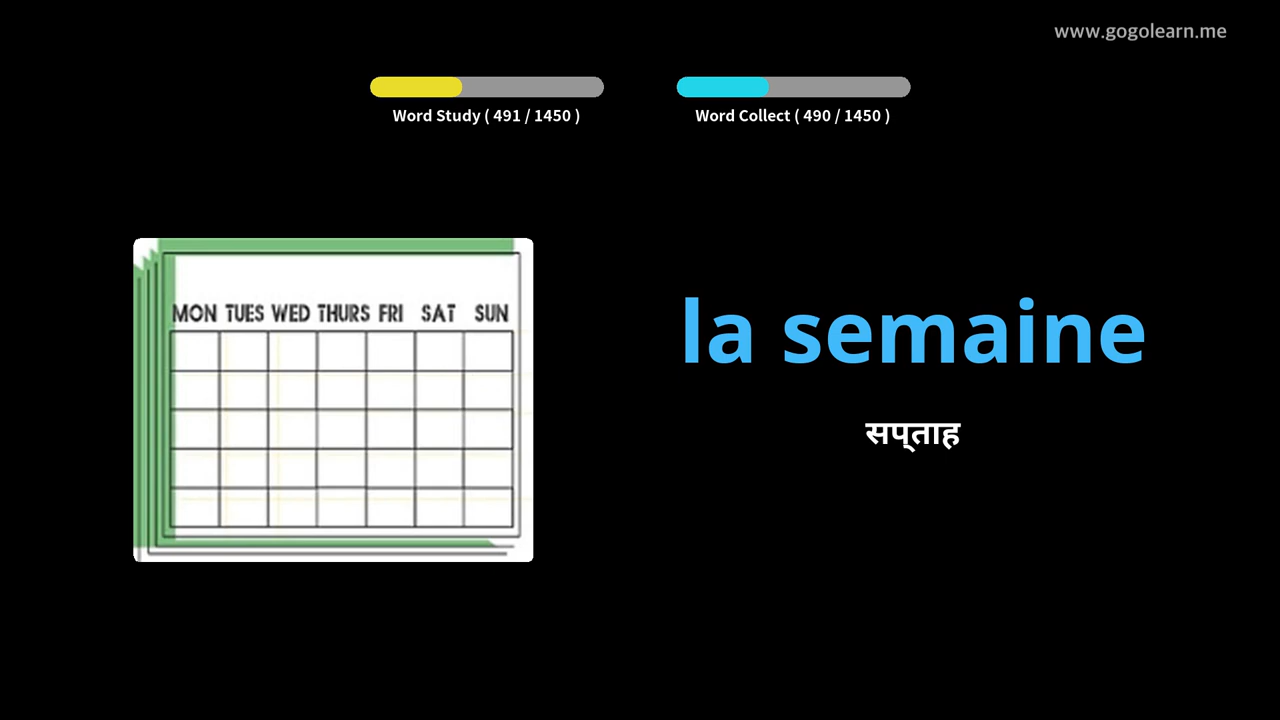 www.gogolearn.me
Word Study ( 491 / 1450 )
Word Collect ( 490 / 1450 )
MON TUES WED THURS FRI SAT SUN
la semaine
सप्ताह